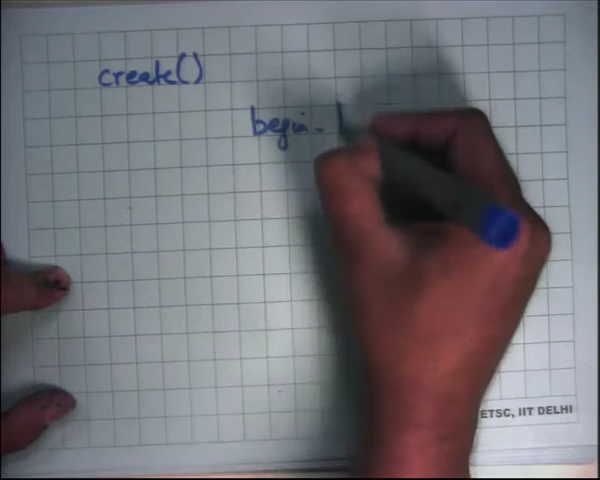 create()
begin.
ETSC, IIT DELHI